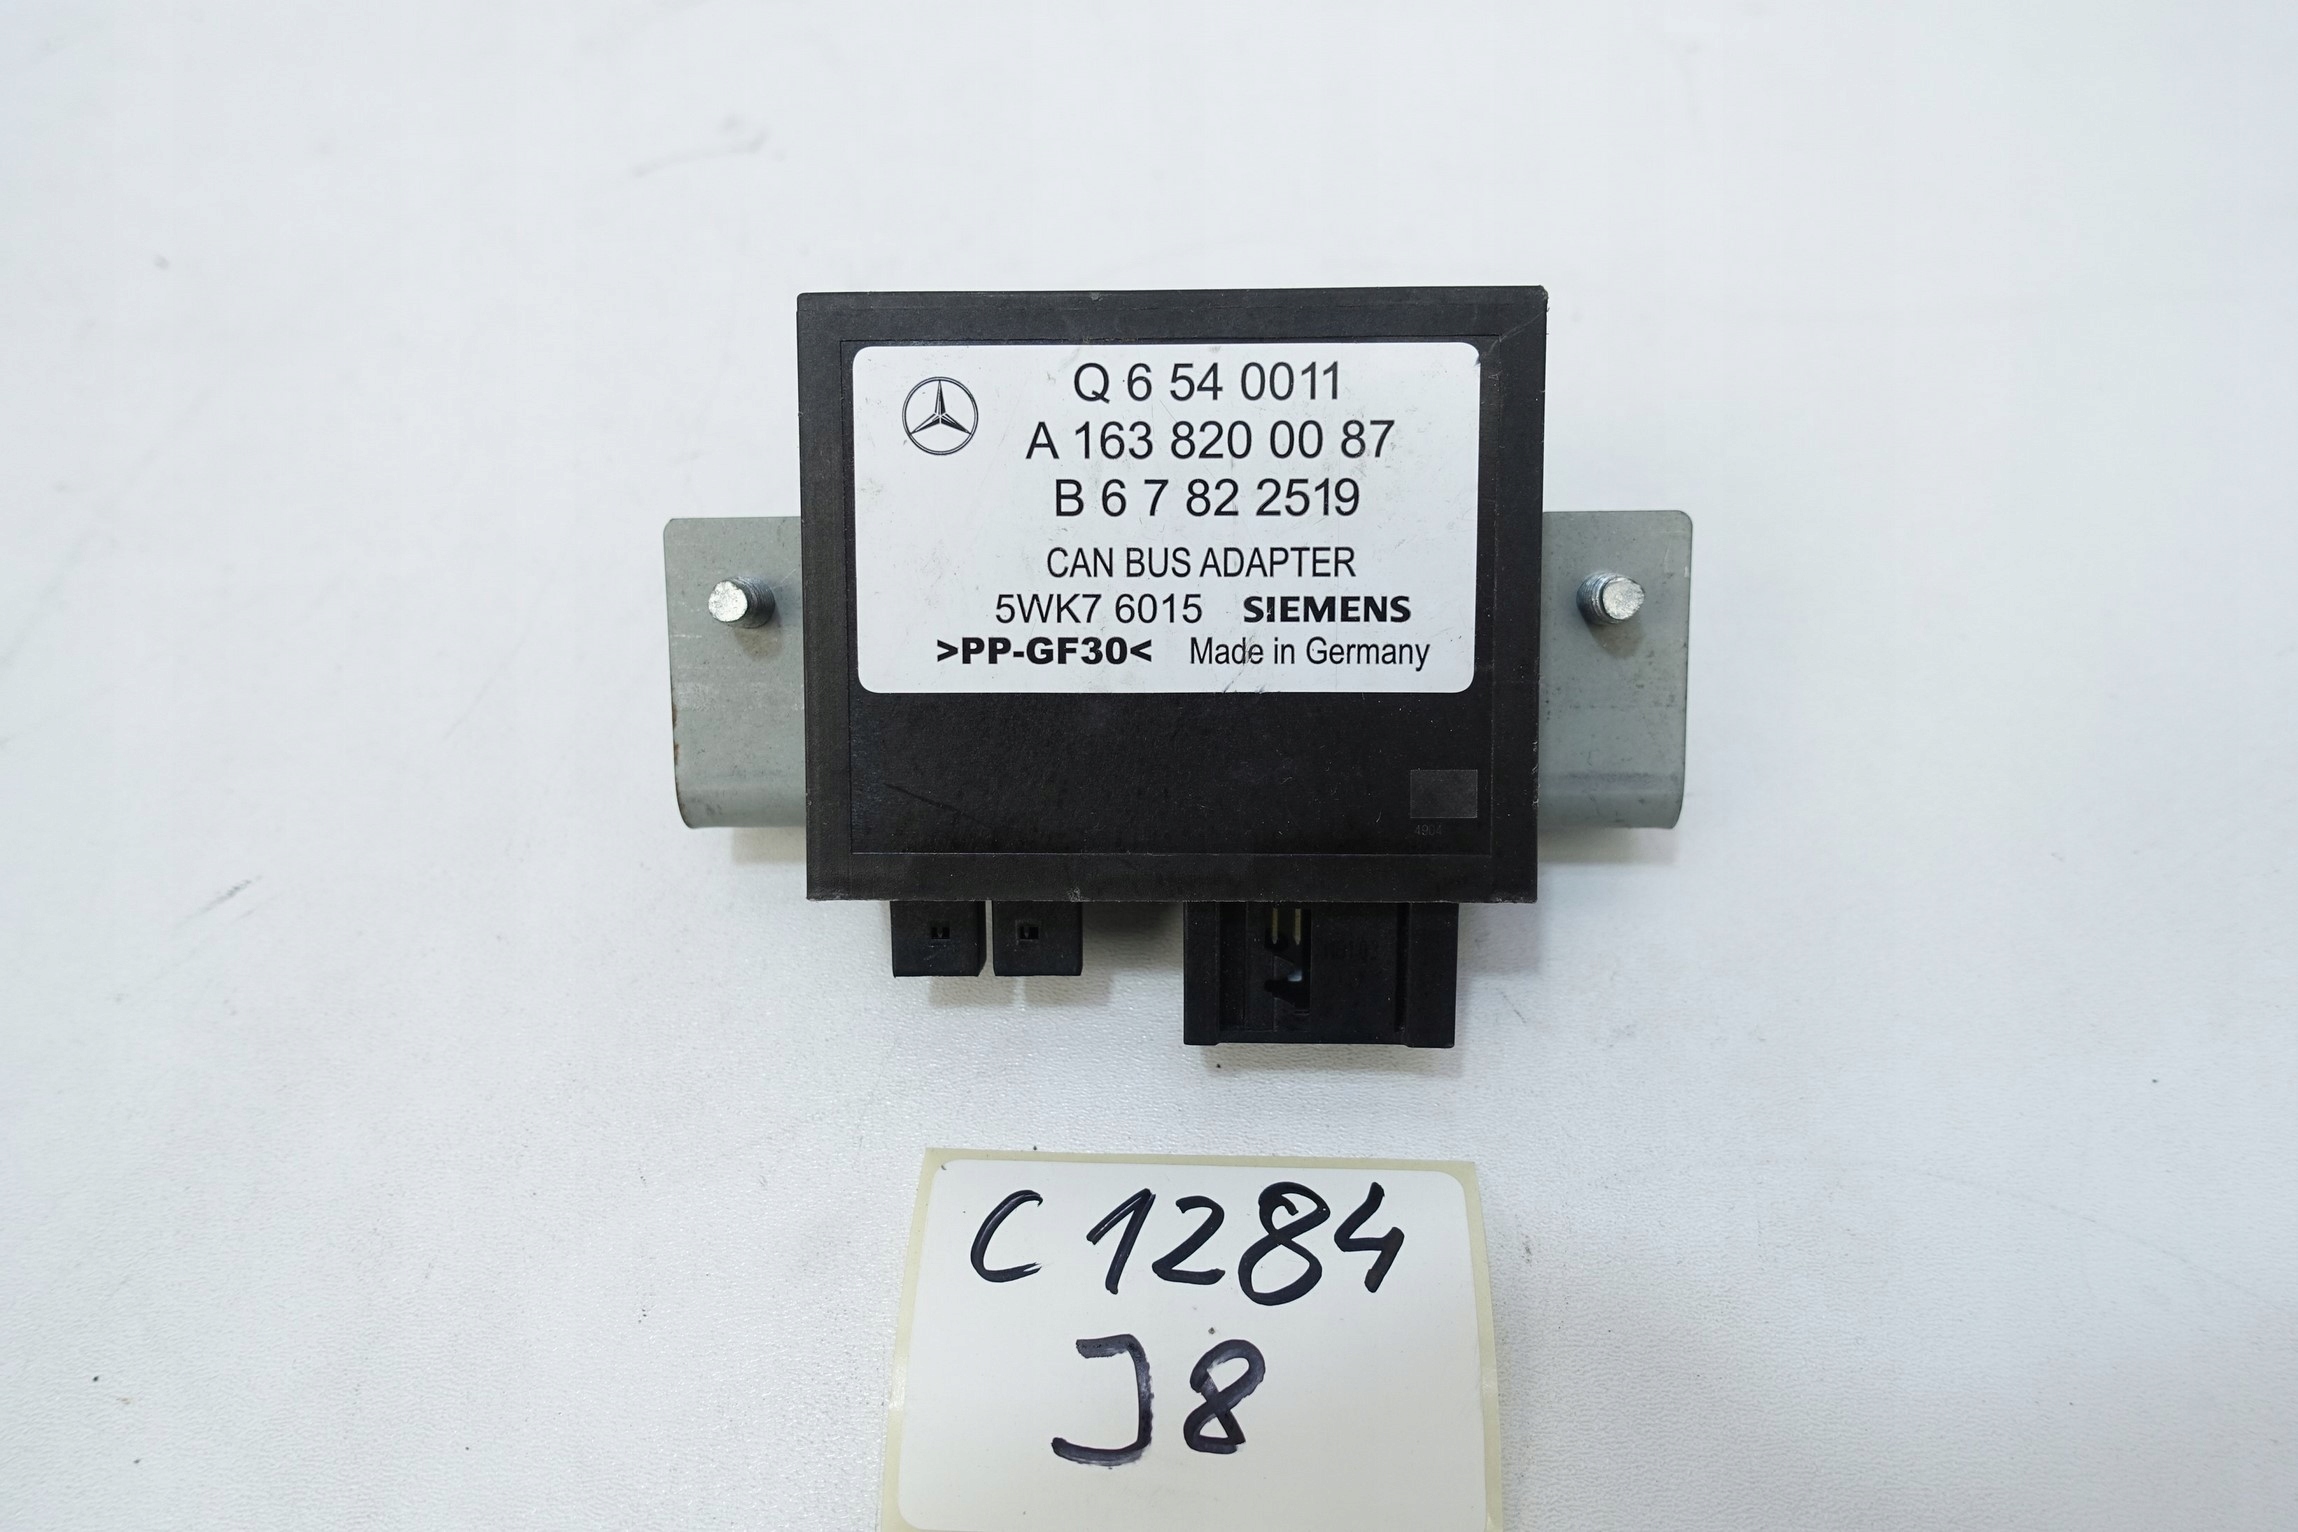 Q 6 54 0011
A 163 820 00 87
B 6 7 82 2519
CAN BUS ADAPTER
5WK7 6015 SIEMENS
>PP-GF30< Made in Germany
4904
C1284
J8